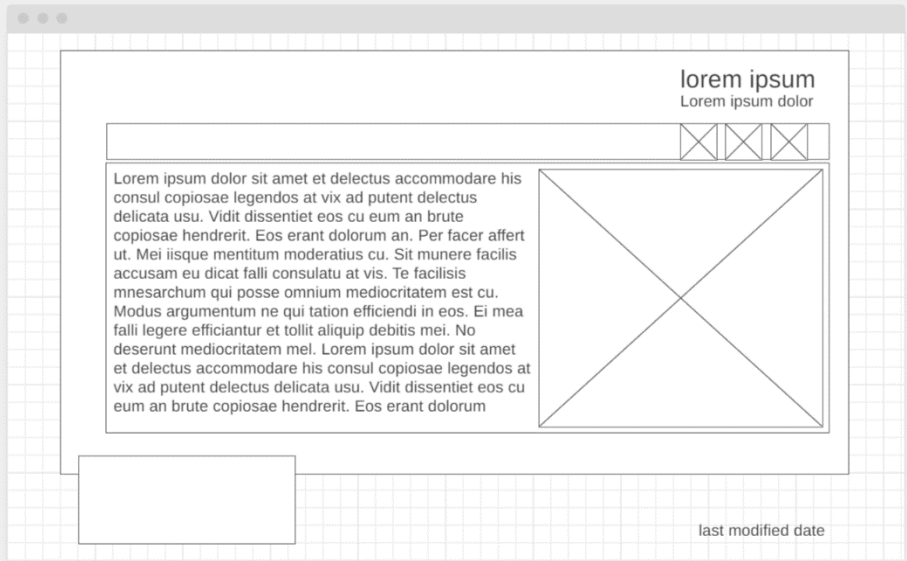 lorem ipsum
Lorem ipsum dolor
Lorem ipsum dolor sit amet et delectus accommodare his
consul copiosae legendos at vix ad putent delectus
delicata usu. Vidit dissentiet eos cu eum an brute
copiosae hendrerit. Eos erant dolorum an. Per facer affert
ut. Mei iisque mentitum moderatius cu. Sit munere facilis
accusam eu dicat falli consulatu at vis. Te facilisis
mnesarchum qui posse omnium mediocritatem est cu.
Modus argumentum ne qui tation efficiendi in eos. Ei mea
falli legere efficiantur et tollit aliquip debitis mei. No
deserunt mediocritatem mel. Lorem ipsum dolor sit amet
et delectus accommodare his consul copiosae legendos at
vix ad putent delectus delicata usu. Vidit dissentiet eos cu
eum an brute copiosae hendrerit. Eos erant dolorum
last modified date